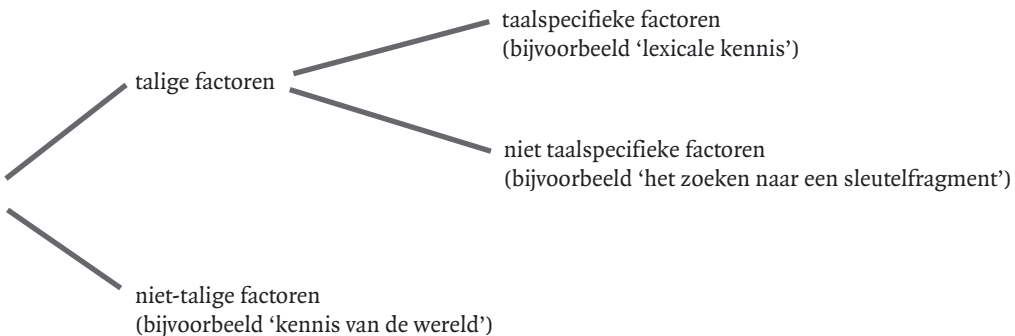 taalspecifieke factoren
(bijvoorbeeld ‘lexicale kennis’)
talige factoren
niet taalspecifieke factoren
(bijvoorbeeld ‘het zoeken naar een sleutelfragment’)
niet-talige factoren
(bijvoorbeeld ‘kennis van de wereld’)